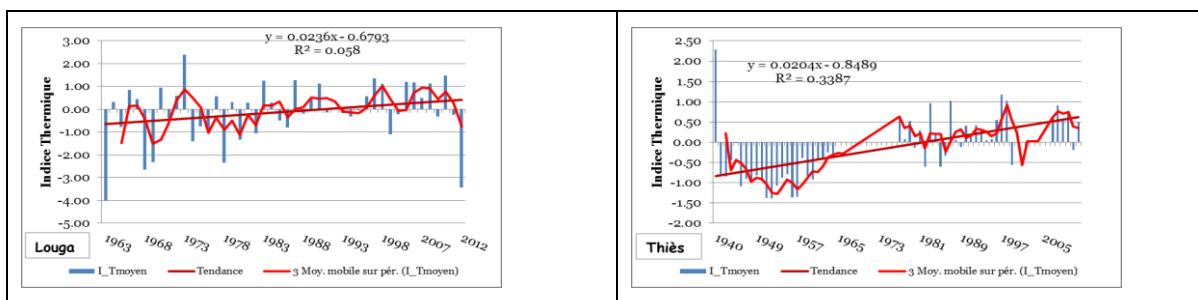 y = 0.0236x - 0.6793
R² = 0.058
Indice Thermique
3.00
2.00
1.00
0.00
-1.00
-2.00
-3.00
-4.00
-5.00
1963 1968 1973 1978 1983 1988 1993 1998 2007 2012
Louga
I_Tmoyen Tendance 3 Moy. mobile sur pér. (I_Tmoyen)
y = 0.0204x - 0.8489
R² = 0.3387
Indice Thermique
2.50
2.00
1.50
1.00
0.50
0.00
-0.50
-1.00
-1.50
-2.00
1940 1949 1957 1965 1973 1981 1989 1997 2005
Thiès
I_Tmoyen Tendance 3 Moy. mobile sur pér. (I_Tmoyen)